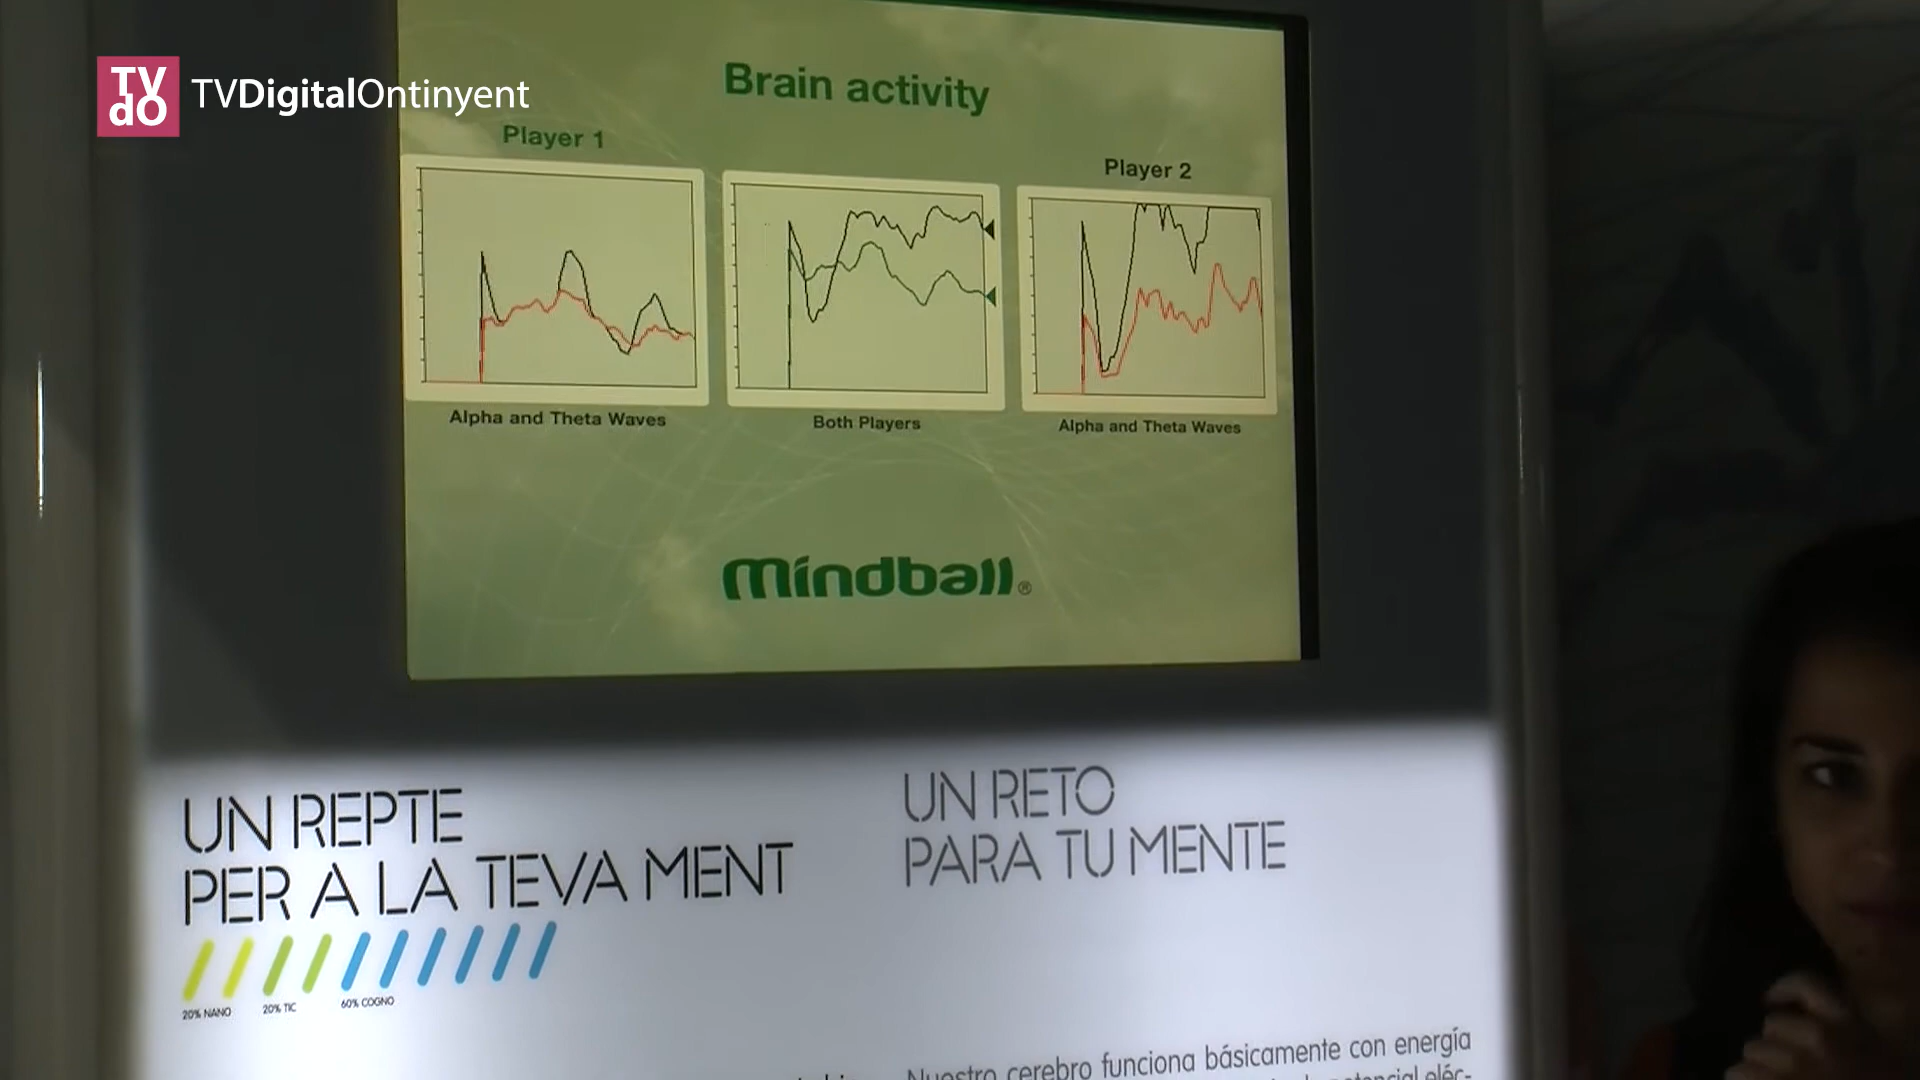 TV
dO
TVDigitalOntinyent
Brain activity
Player 1
Player 2
Alpha and Theta Waves
Both Players
Alpha and Theta Waves
Mindball®
UN REPTE
PER A LA TEVA MENT
20% NANO
20% TIC
60% COGNO
UN RETO
PARA TU MENTE
Nuestro cerebro funciona básicamente con energía
potencial eléc-